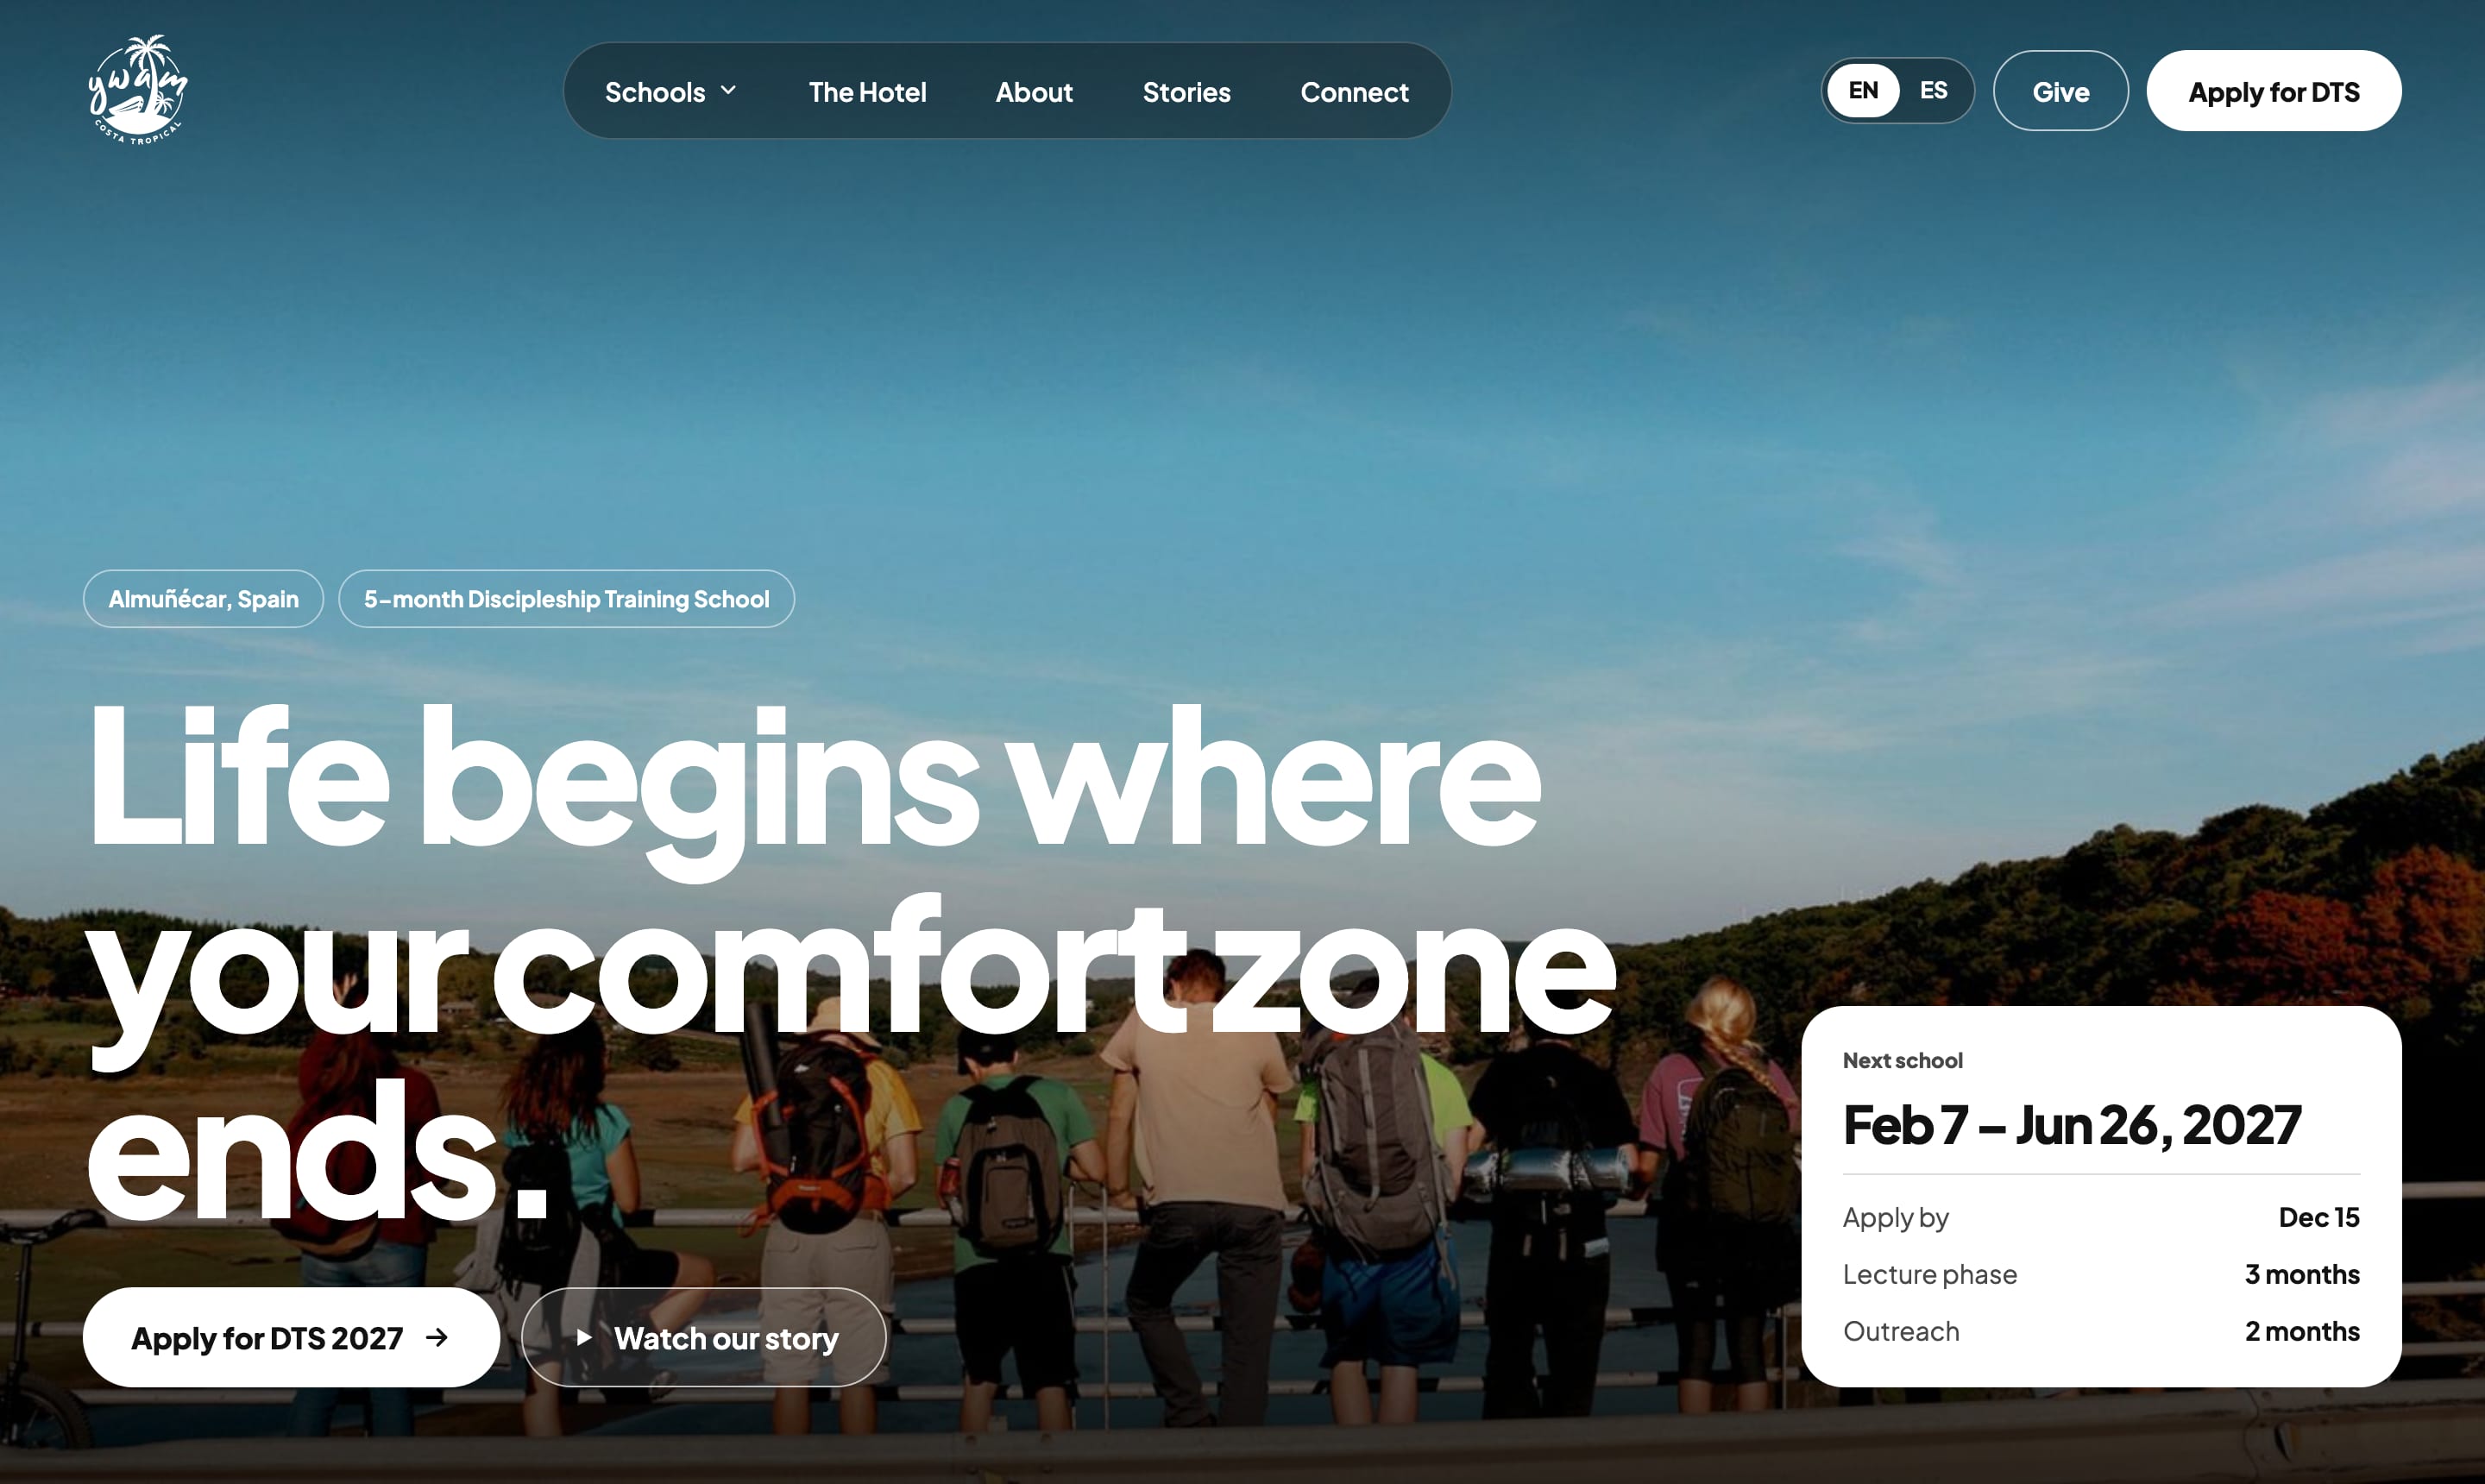 ywam
COSTA TROPICAL
Schools
The Hotel
About
Stories
Connect
EN
ES
Give
Apply for DTS
Almuñécar, Spain
5-month Discipleship Training School
Life begins where
your comfort zone
ends.
Apply for DTS 2027
Watch our story
Next school
Feb 7 – Jun 26, 2027
Apply by
Dec 15
Lecture phase
3 months
Outreach
2 months